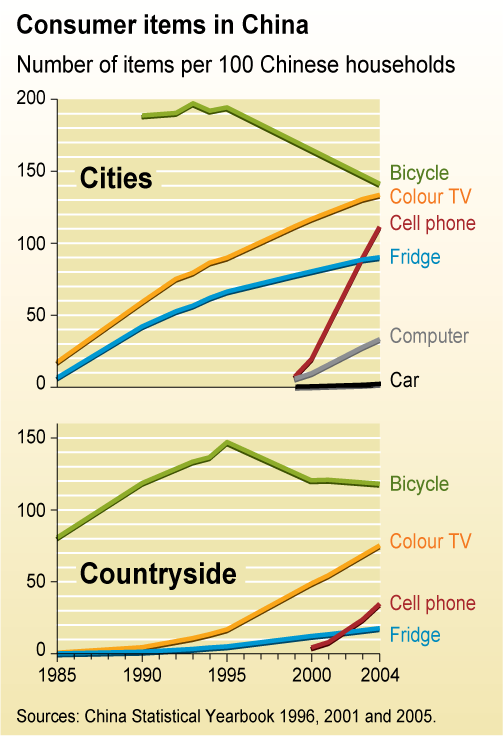 Consumer items in China
Number of items per 100 Chinese households
200
150
100
50
0
Cities
Bicycle
Colour TV
Cell phone
Fridge
Computer
Car
150
100
50
0
Countryside
Bicycle
Colour TV
Cell phone
Fridge
1985 1990 1995 2000 2004
Sources: China Statistical Yearbook 1996, 2001 and 2005.